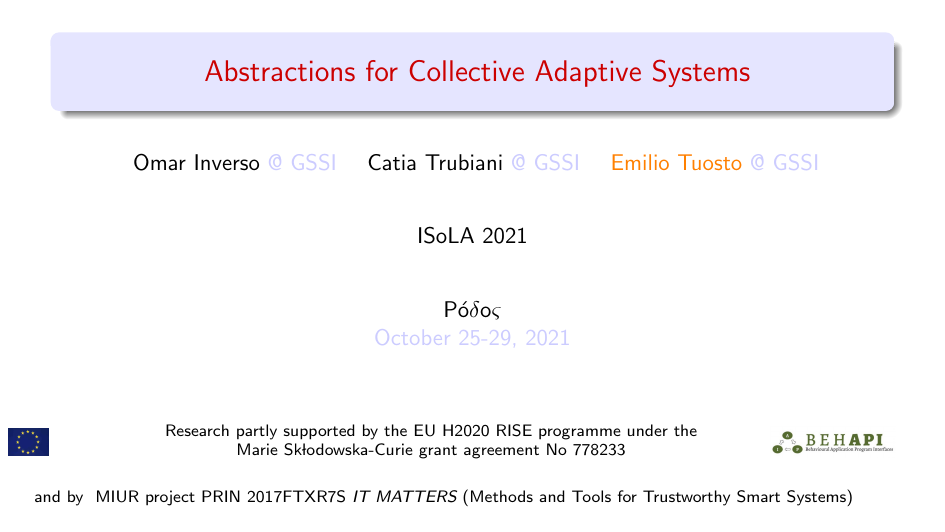 Abstractions for Collective Adaptive Systems
Omar Inverso @ GSSI Catia Trubiani @ GSSI Emilio Tuosto @ GSSI
ISoLA 2021
Ρόδος
October 25-29, 2021
Research partly supported by the EU H2020 RISE programme under the
Marie Skłodowska-Curie grant agreement No 778233
BEHAPI
Behavioural Application Program Interfaces
and by MIUR project PRIN 2017FTXR7S IT MATTERS (Methods and Tools for Trustworthy Smart Systems)